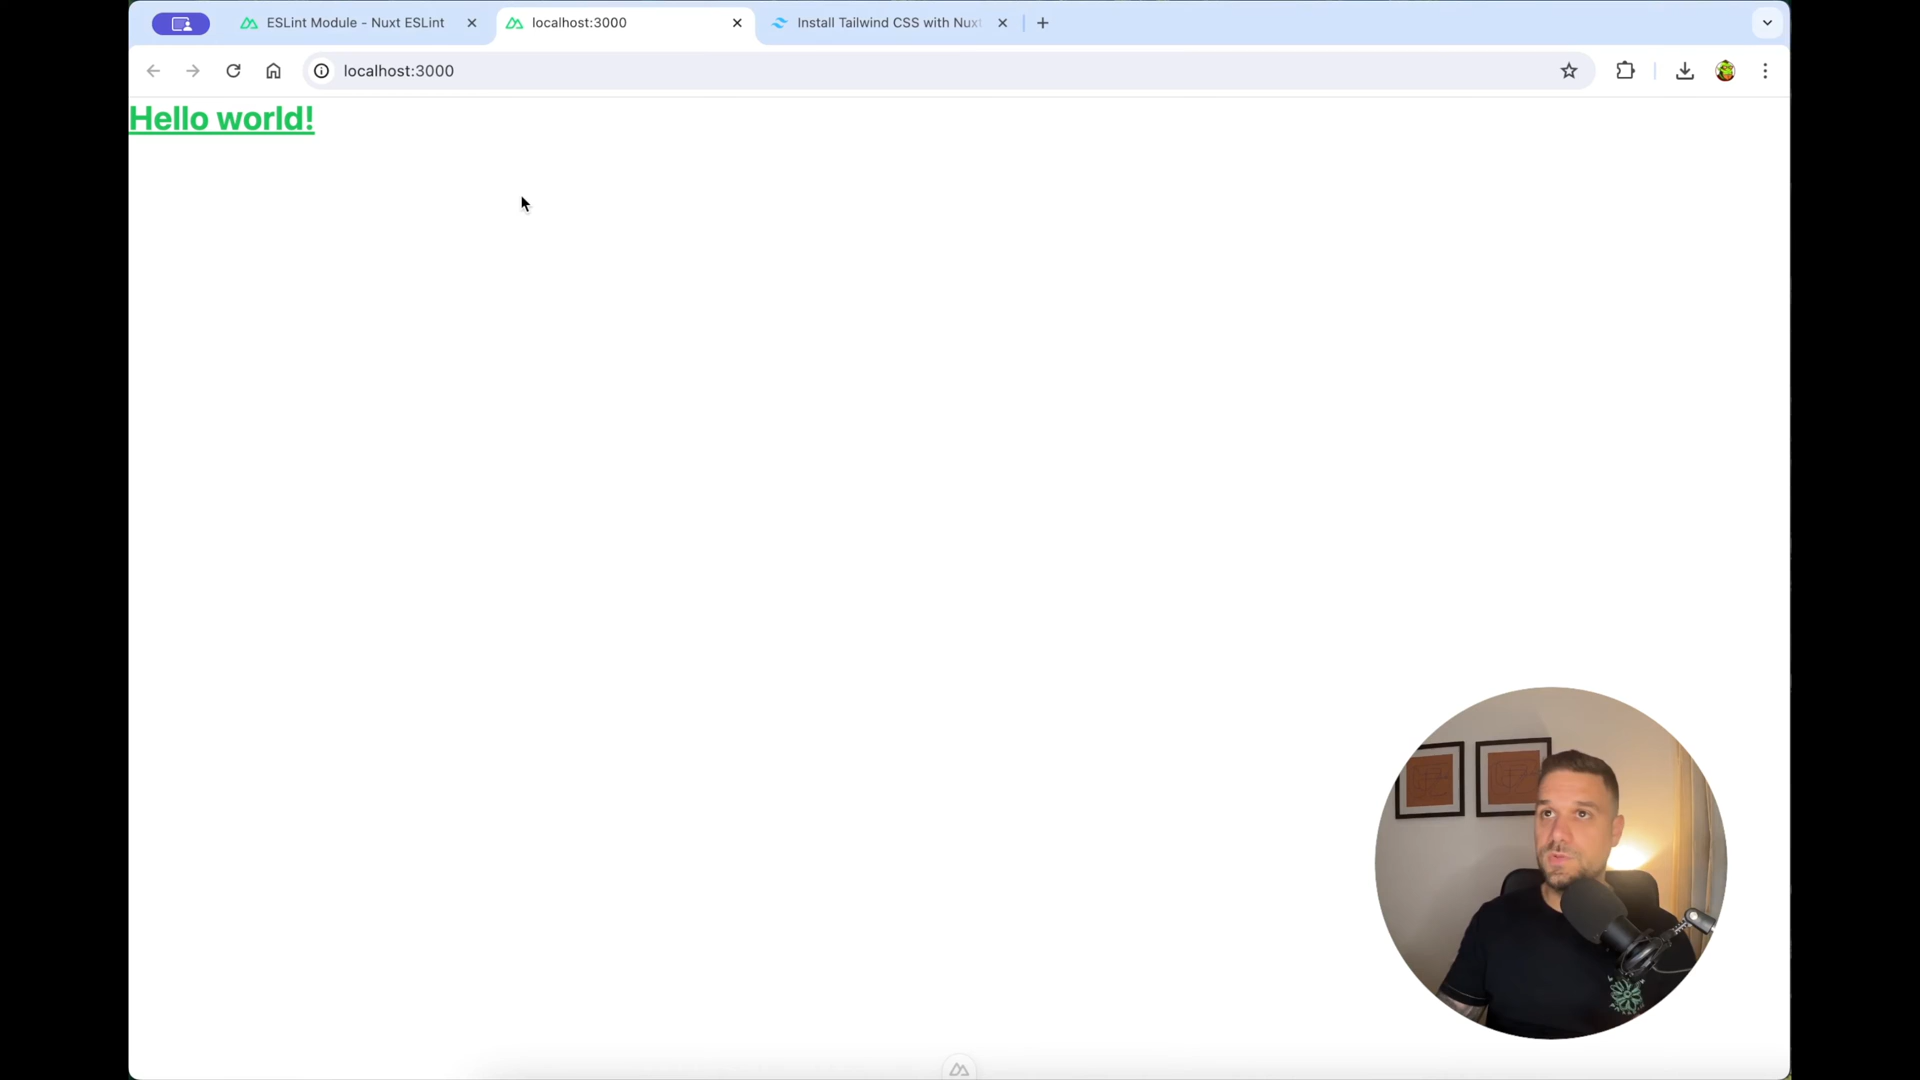 ESLint Module - Nuxt ESLint
localhost:3000
Install Tailwind CSS with Nuxt
localhost:3000
Hello world!